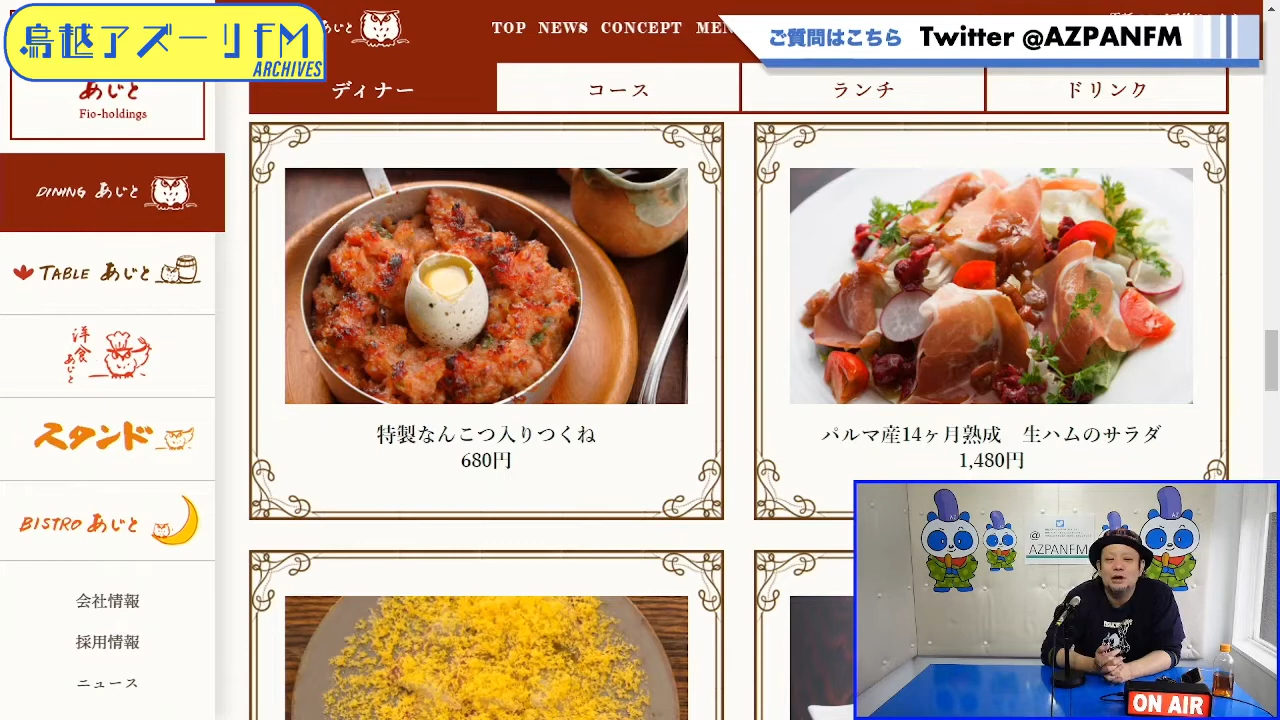 鳥越アズーリFM
ARCHIVES
あじと
TOP NEWS CONCEPT MEN
ご質問はこちら Twitter @AZPANFM
あじと
Fio-holdings
ディナー
コース
ランチ
ドリンク
DINING あじと
TABLE あじと
洋食
あじと
スタンド
BISTRO あじと
会社情報
採用情報
ニュース
特製なんこつ入りつくね
680円
パルマ産14ヶ月熟成 生ハムのサラダ
1,480円
@
AZPANFM
ON AIR